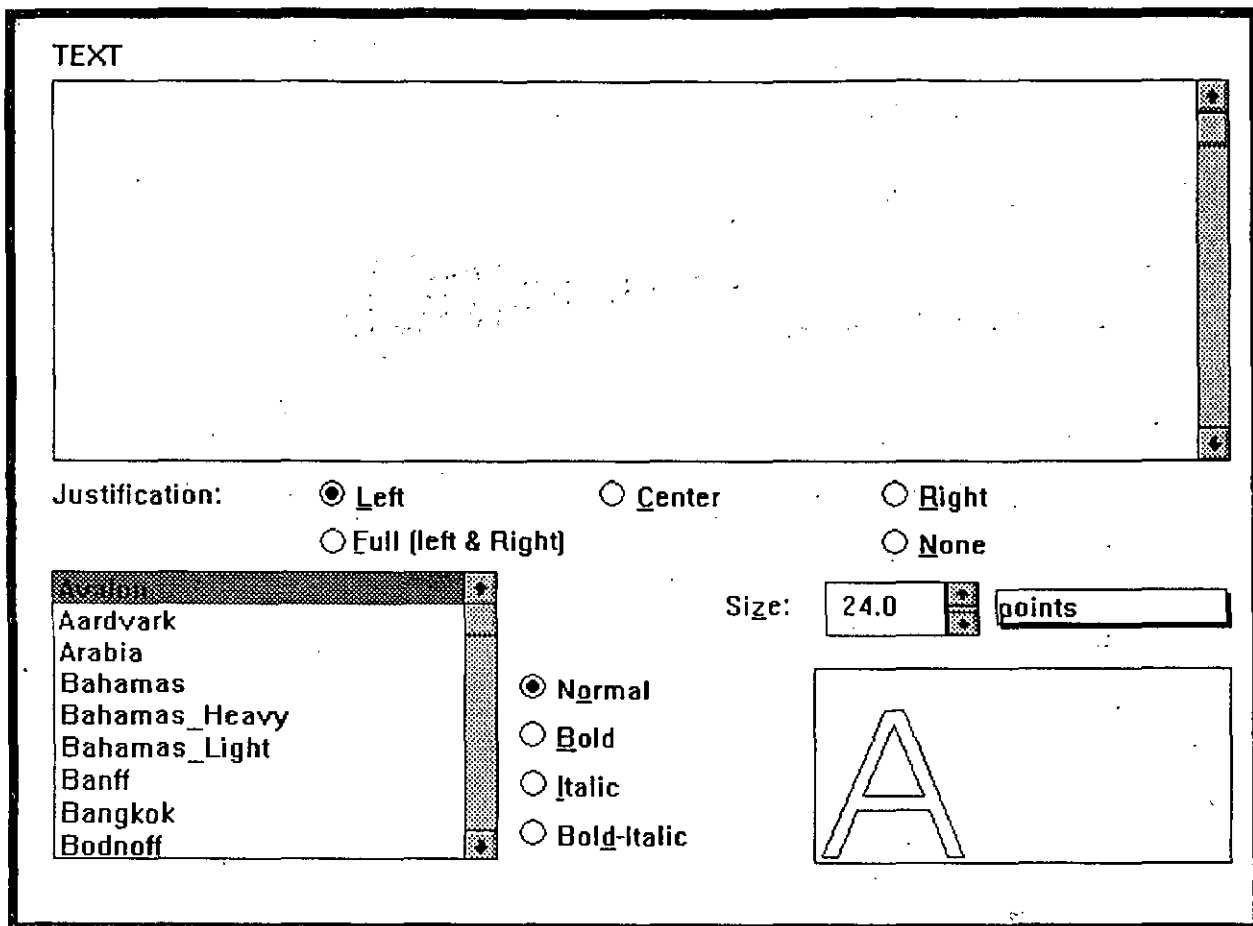 TEXT
Justification: Left Center Right
Full (left & Right) None
Avalon
Size: 24.0 points
Aardvark
Arabia
Bahamas
Normal
Bahamas_Heavy
Bold
Bahamas_Light
Banff
Italic
Bangkok
Bold-Italic
Bodnoff
A